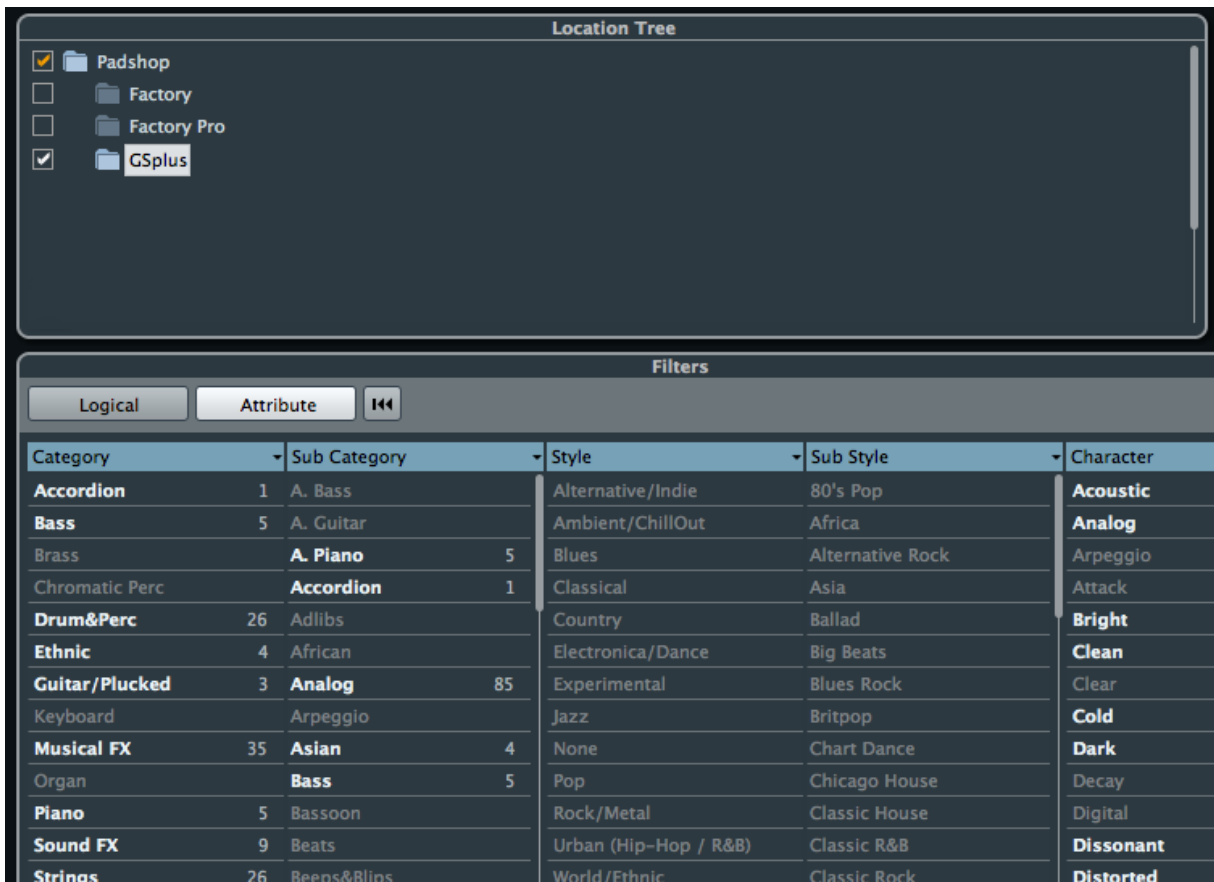 Location Tree
Padshop
Factory
Factory Pro
GSplus
Filters
Logical Attribute
Category Sub Category Style Sub Style Character
Accordion 1 A. Bass Alternative/Indie 80's Pop Acoustic
Bass 5 A. Guitar Ambient/ChillOut Africa Analog
Brass A. Piano 5 Blues Alternative Rock Arpeggio
Chromatic Perc Accordion 1 Classical Asia Attack
Drum&Perc 26 Adlibs Country Ballad Bright
Ethnic 4 African Electronica/Dance Big Beats Clean
Guitar/Plucked 3 Analog 85 Experimental Blues Rock Clear
Keyboard Arpeggio Jazz Britpop Cold
Musical FX 35 Asian 4 None Chart Dance Dark
Organ Bass 5 Pop Chicago House Decay
Piano 5 Bassoon Rock/Metal Classic House Digital
Sound FX 9 Beats Urban (Hip-Hop / R&B) Classic R&B Dissonant
Strings 26 Beeps&Blips World/Ethnic Classic Rock Distorted